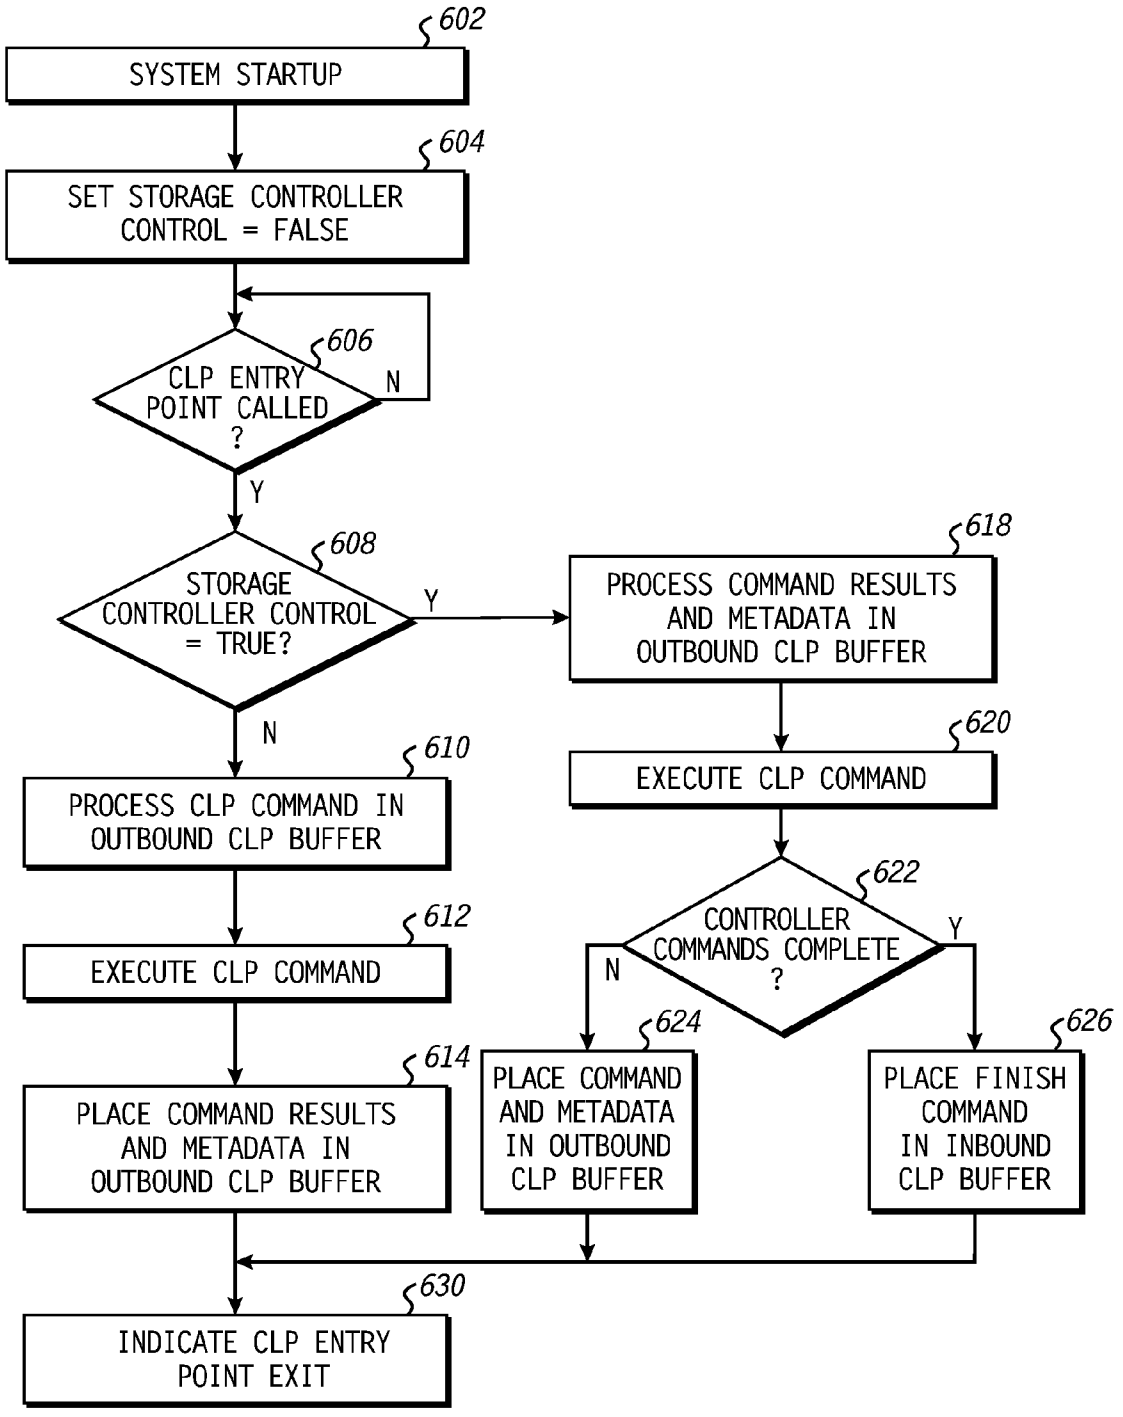 602
SYSTEM STARTUP
604
SET STORAGE CONTROLLER
CONTROL = FALSE
606
CLP ENTRY
POINT CALLED
?
N
Y
608
STORAGE
CONTROLLER CONTROL
= TRUE?
Y
N
610
PROCESS CLP COMMAND IN
OUTBOUND CLP BUFFER
612
EXECUTE CLP COMMAND
614
PLACE COMMAND RESULTS
AND METADATA IN
OUTBOUND CLP BUFFER
618
PROCESS COMMAND RESULTS
AND METADATA IN
OUTBOUND CLP BUFFER
620
EXECUTE CLP COMMAND
622
CONTROLLER
COMMANDS COMPLETE
?
N
Y
624
PLACE COMMAND
AND METADATA
IN OUTBOUND
CLP BUFFER
626
PLACE FINISH
COMMAND
IN INBOUND
CLP BUFFER
630
INDICATE CLP ENTRY
POINT EXIT